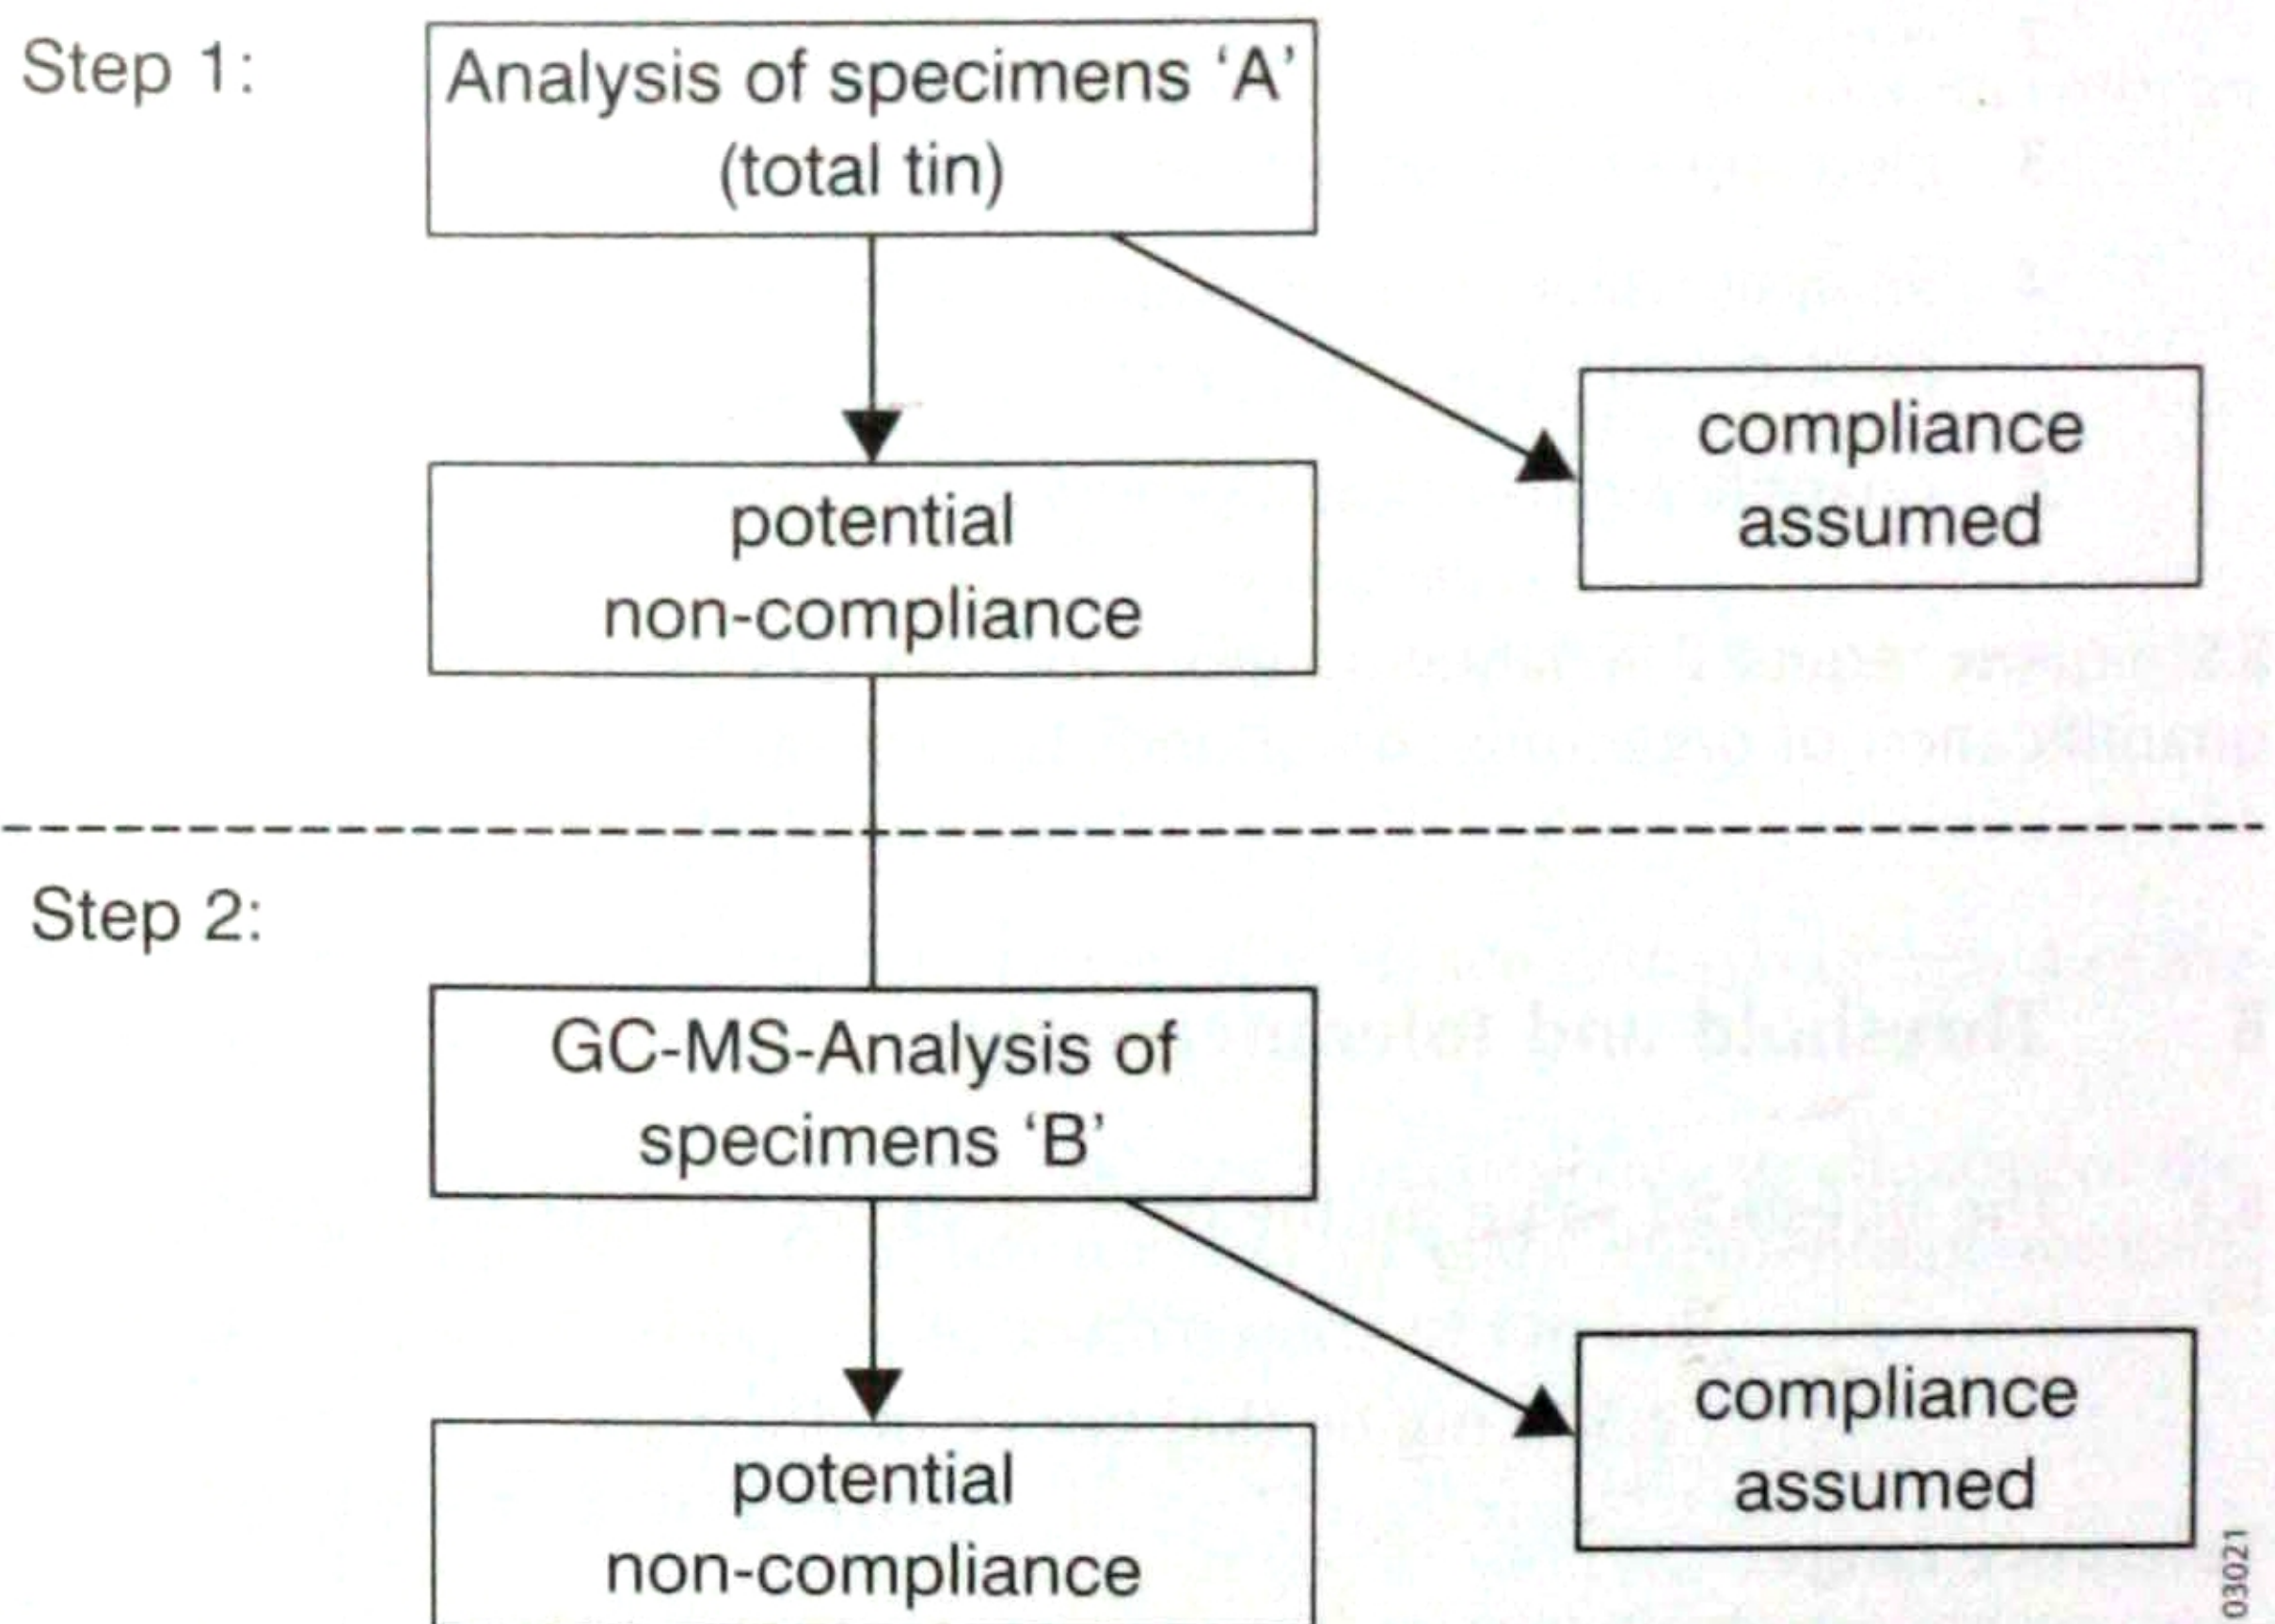 Step 1:
Analysis of specimens ‘A’
(total tin)
compliance
assumed
potential
non-compliance
Step 2:
GC-MS-Analysis of
specimens ‘B’
compliance
assumed
potential
non-compliance
03021